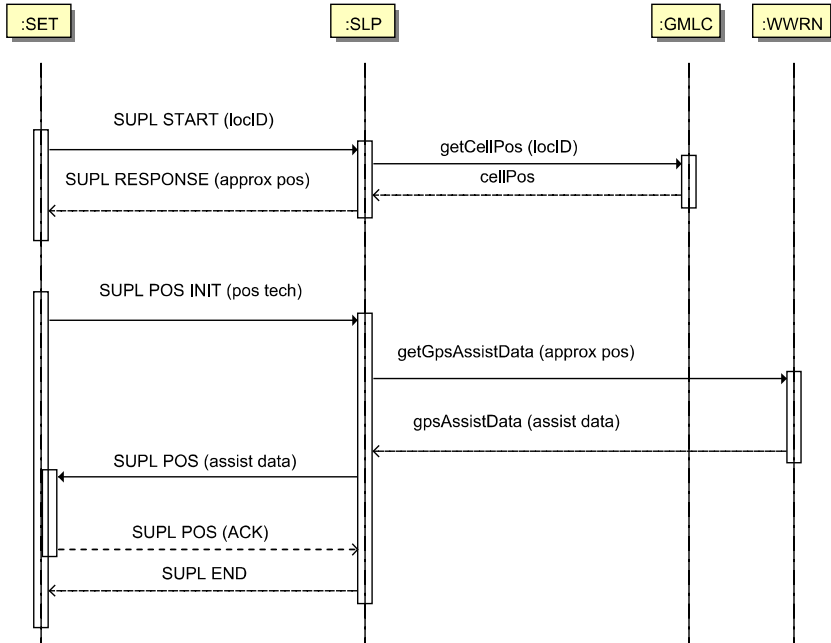 :SET
:SLP
:GMLC
:WWRN
SUPL START (locID)
getCellPos (locID)
cellPos
SUPL RESPONSE (approx pos)
SUPL POS INIT (pos tech)
getGpsAssistData (approx pos)
gpsAssistData (assist data)
SUPL POS (assist data)
SUPL POS (ACK)
SUPL END